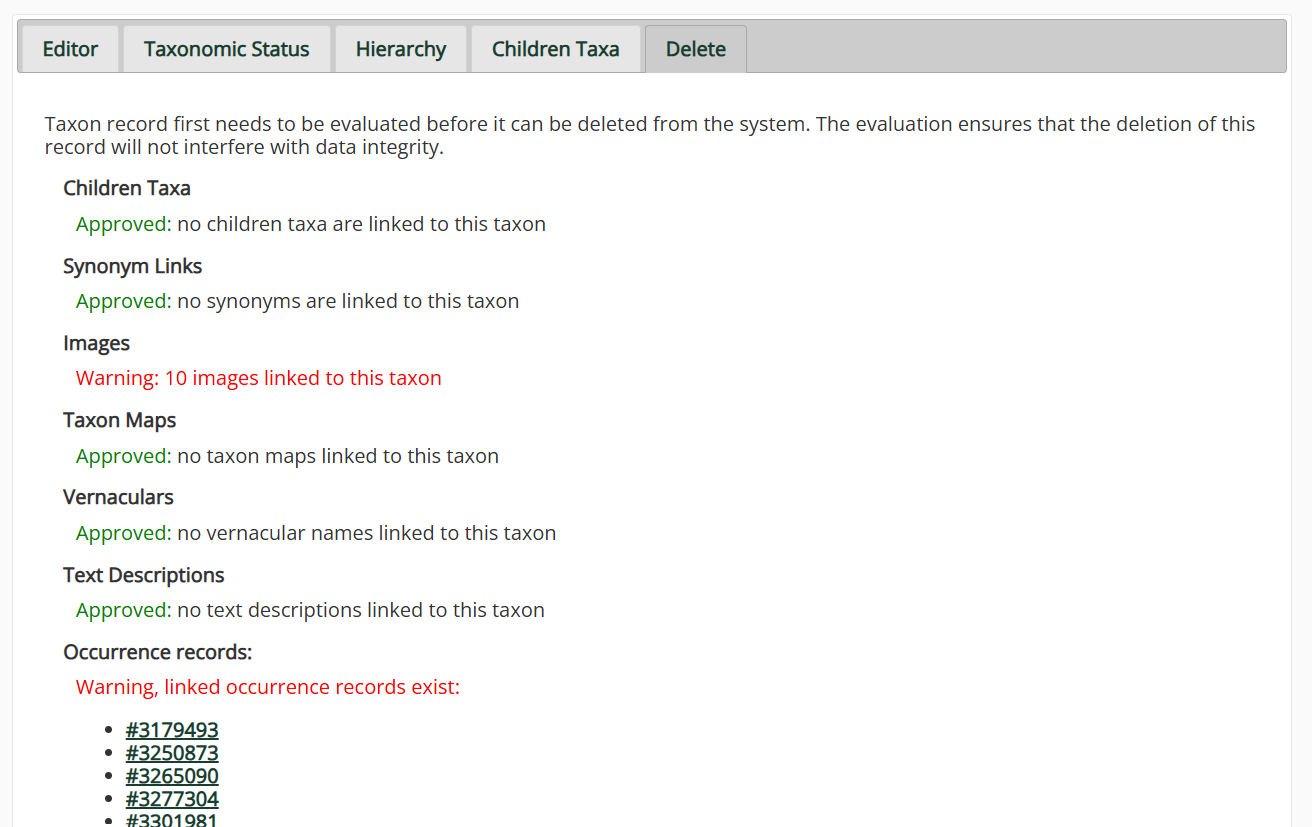 Editor Taxonomic Status Hierarchy Children Taxa Delete
Taxon record first needs to be evaluated before it can be deleted from the system. The evaluation ensures that the deletion of this
record will not interfere with data integrity.
Children Taxa
Approved: no children taxa are linked to this taxon
Synonym Links
Approved: no synonyms are linked to this taxon
Images
Warning: 10 images linked to this taxon
Taxon Maps
Approved: no taxon maps linked to this taxon
Vernaculars
Approved: no vernacular names linked to this taxon
Text Descriptions
Approved: no text descriptions linked to this taxon
Occurrence records:
Warning, linked occurrence records exist:
#3179493
#3250873
#3265090
#3277304
#3301981